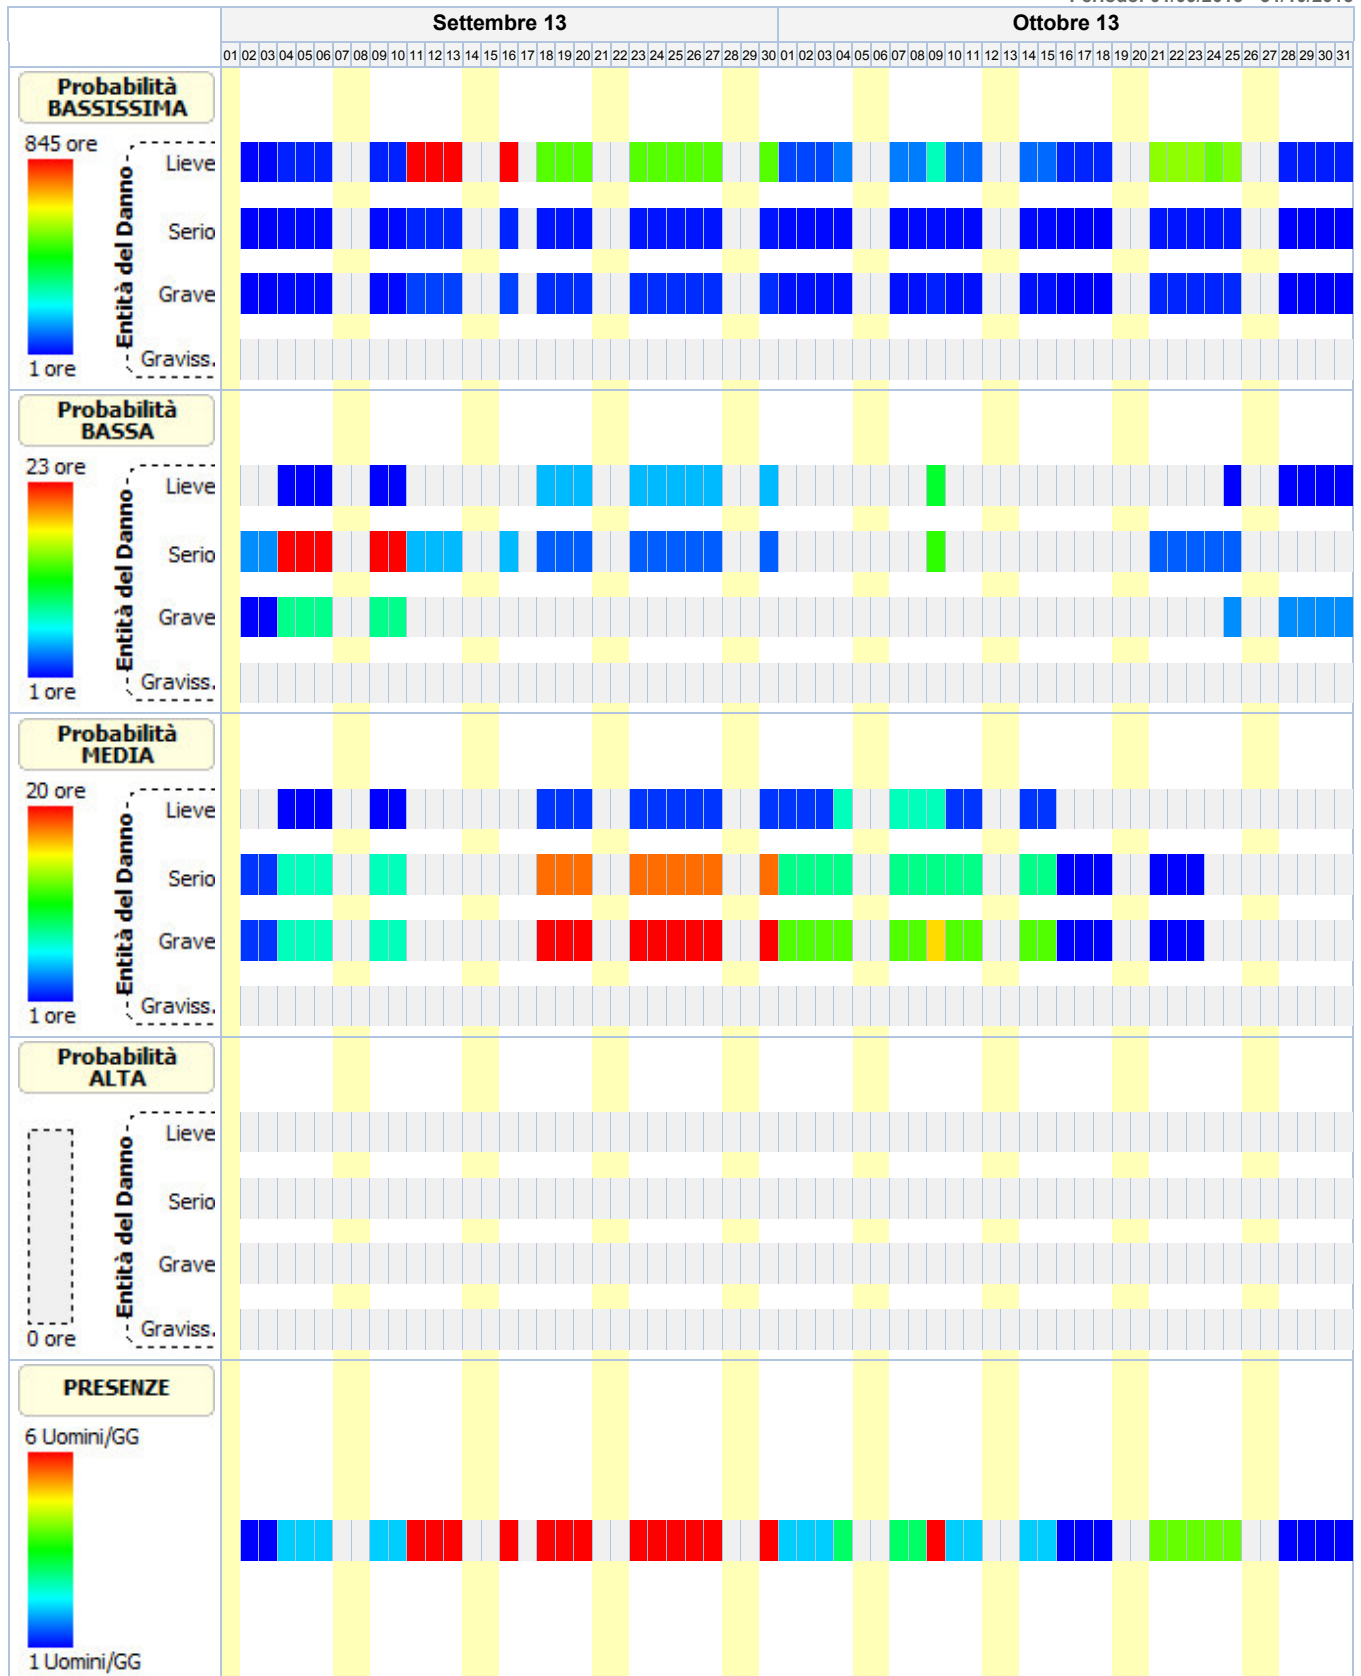 Settembre 13 Ottobre 13
01 02 03 04 05 06 07 08 09 10 11 12 13 14 15 16 17 18 19 20 21 22 23 24 25 26 27 28 29 30 01 02 03 04 05 06 07 08 09 10 11 12 13 14 15 16 17 18 19 20 21 22 23 24 25 26 27 28 29 30 31
Probabilità
BASSISSIMA
845 ore
Entità del Danno
Lieve
Serio
Grave
Graviss.
1 ore
Probabilità
BASSA
23 ore
Entità del Danno
Lieve
Serio
Grave
Graviss.
1 ore
Probabilità
MEDIA
20 ore
Entità del Danno
Lieve
Serio
Grave
Graviss.
1 ore
Probabilità
ALTA
Entità del Danno
Lieve
Serio
Grave
Graviss.
0 ore
PRESENZE
6 Uomini/GG
1 Uomini/GG